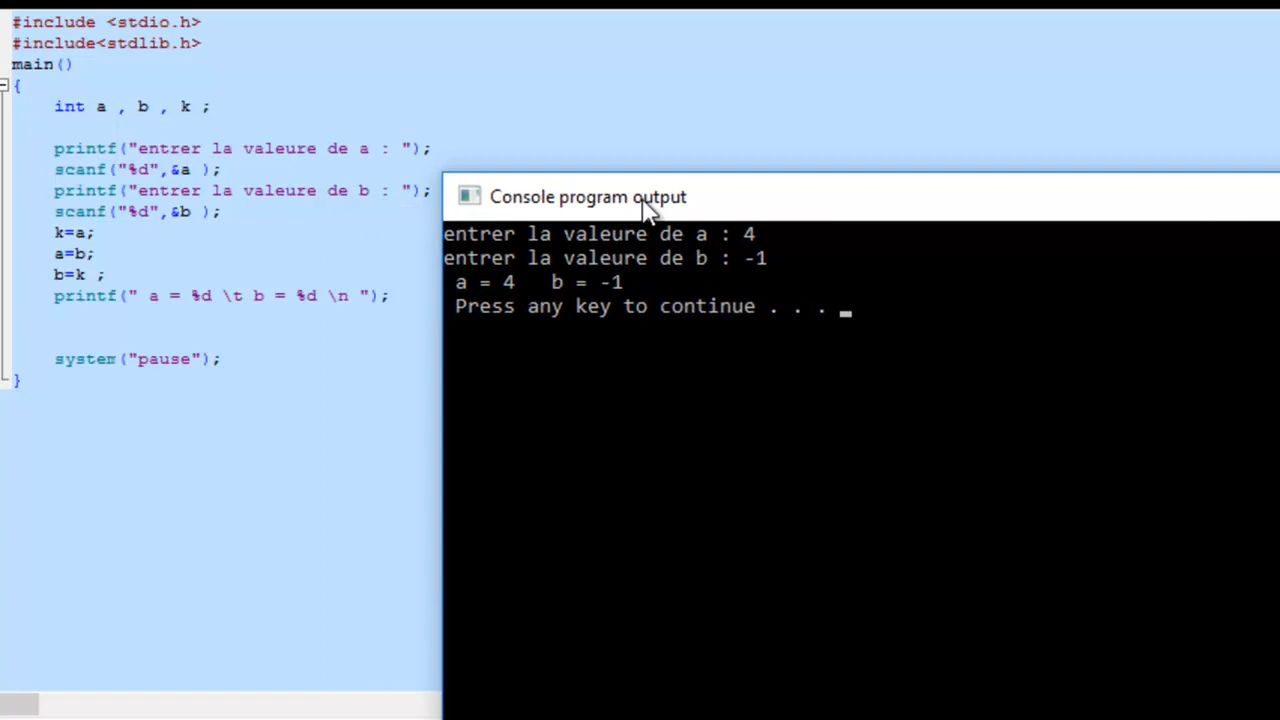 #include <stdio.h>
#include<stdlib.h>
main()
{
int a , b , k ;
printf("entrer la valeure de a : ");
scanf("%d",&a );
printf("entrer la valeure de b : ");
scanf("%d",&b );
k=a;
a=b;
b=k ;
printf(" a = %d \t b = %d \n ");
system("pause");
}
Console program output
entrer la valeure de a : 4
entrer la valeure de b : -1
a = 4 b = -1
Press any key to continue . . .